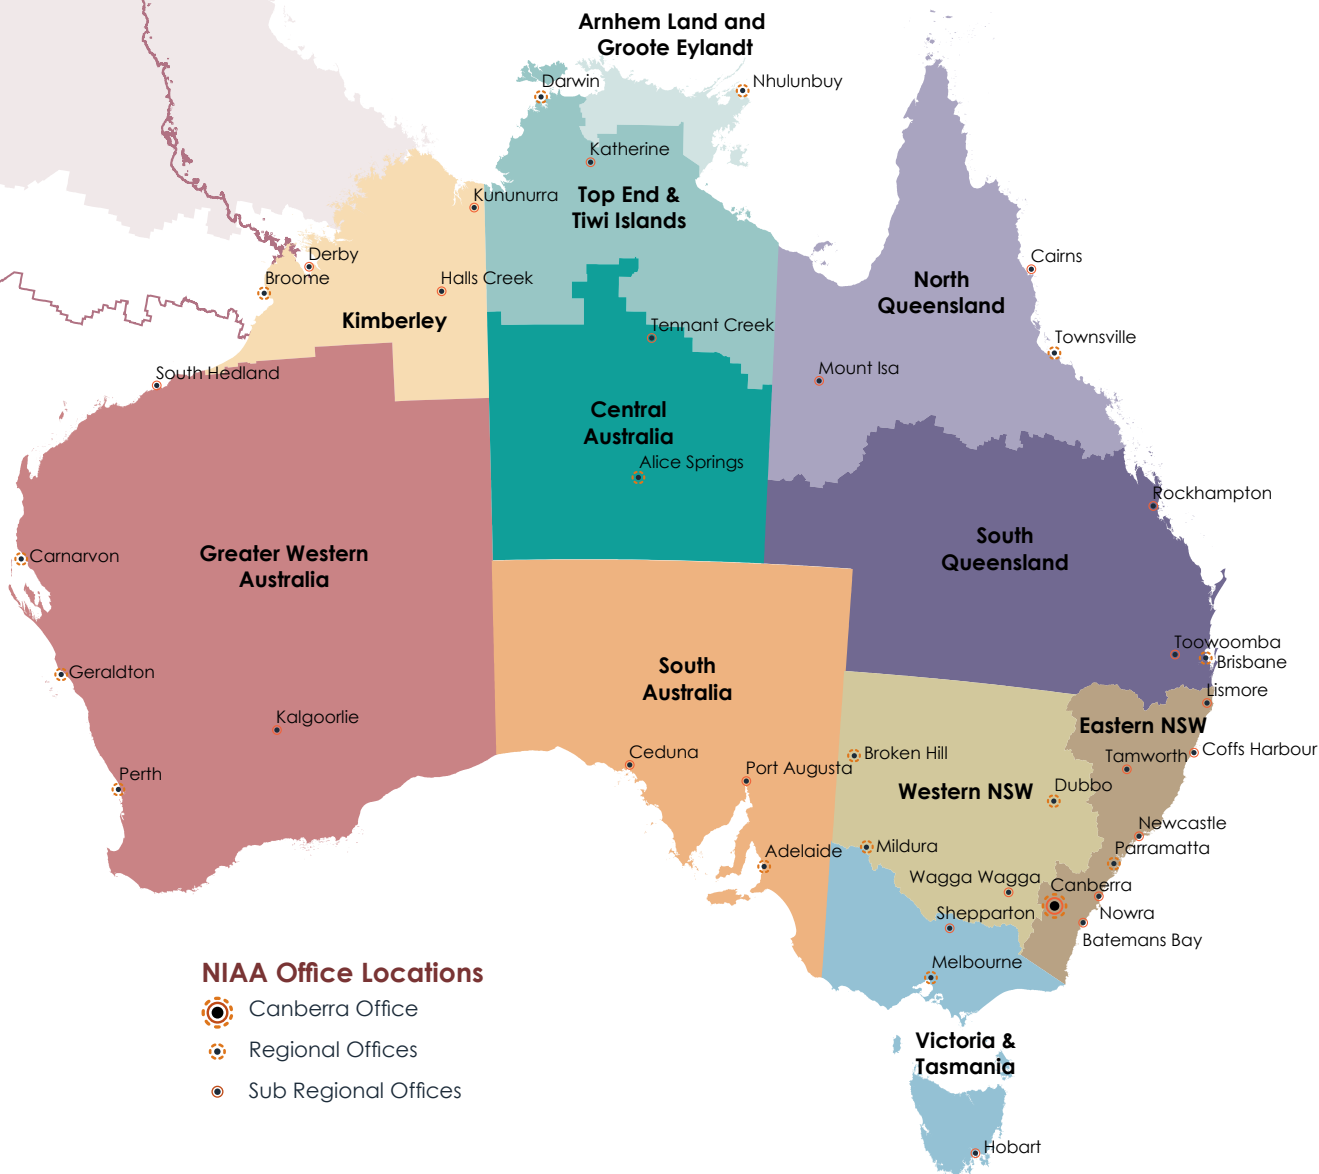 Arnhem Land and
Groote Eylandt
Darwin
Nhulunbuy
Katherine
Kununurra
Top End &
Tiwi Islands
Derby
Broome
Halls Creek
Kimberley
Cairns
North
Queensland
Tennant Creek
Townsville
South Hedland
Mount Isa
Central
Australia
Alice Springs
Rockhampton
Greater Western
Australia
Carnarvon
South
Queensland
Toowoomba
Brisbane
Geraldton
South
Australia
Lismore
Kalgoorlie
Eastern NSW
Ceduna
Broken Hill
Coffs Harbour
Tamworth
Port Augusta
Perth
Western NSW
Dubbo
Newcastle
Adelaide
Mildura
Parramatta
Wagga Wagga
Canberra
Shepparton
Nowra
Batemans Bay
Melbourne
NIAA Office Locations
Canberra Office
Regional Offices
Sub Regional Offices
Victoria &
Tasmania
Hobart